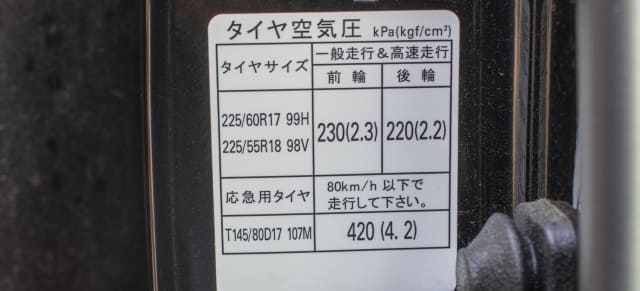 タイヤ空気圧 kPa(kgf/cm²)
タイヤサイズ 一般走行＆高速走行
前輪 後輪
225/60R17 99H
225/55R18 98V
230(2.3) 220(2.2)
応急用タイヤ 80km/h 以下で
走行して下さい。
T145/80D17 107M 420 (4.2)